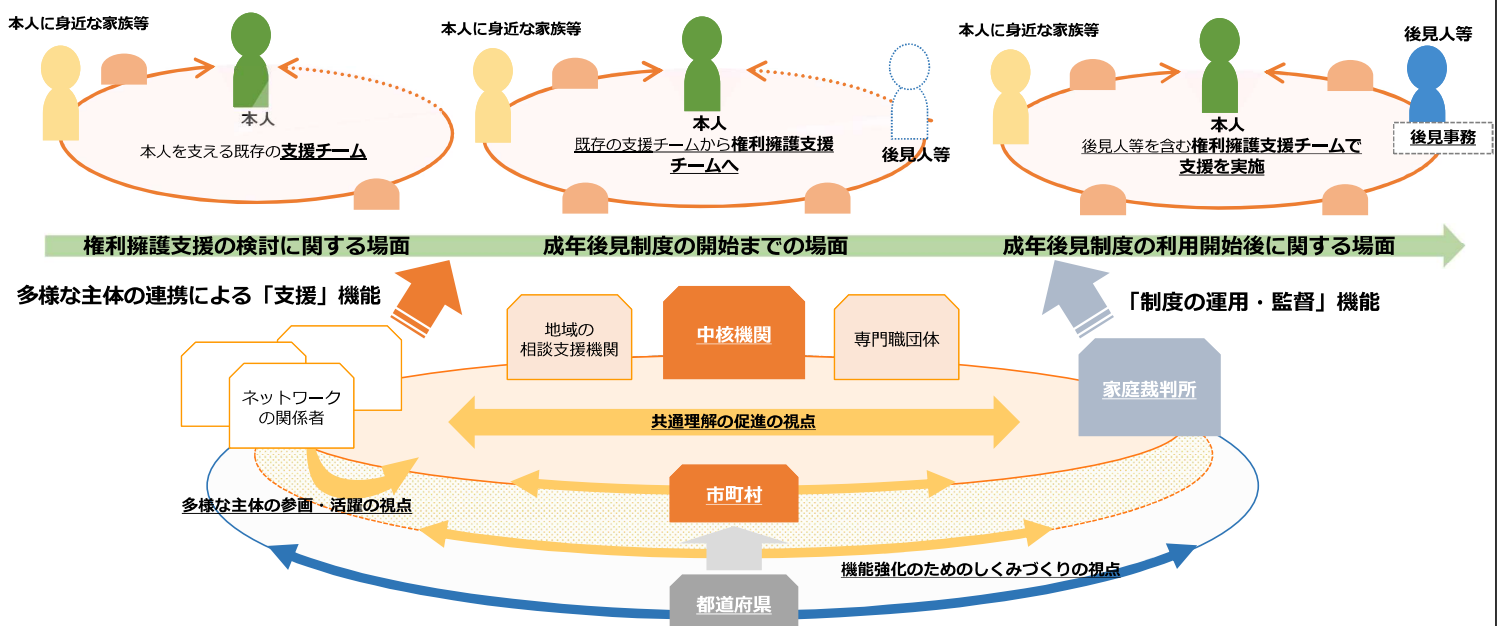 本人に身近な家族等
本人に身近な家族等
本人に身近な家族等
後見人等
本人
本人を支える既存の支援チーム
本人
既存の支援チームから権利擁護支援
チームへ
後見人等
本人
後見人等を含む権利擁護支援チームで
支援を実施
後見事務
権利擁護支援の検討に関する場面
成年後見制度の開始までの場面
成年後見制度の利用開始後に関する場面
多様な主体の連携による「支援」機能
「制度の運用・監督」機能
地域の
相談支援機関
中核機関
専門職団体
ネットワーク
の関係者
家庭裁判所
共通理解の促進の視点
市町村
多様な主体の参画・活躍の視点
機能強化のためのしくみづくりの視点
都道府県